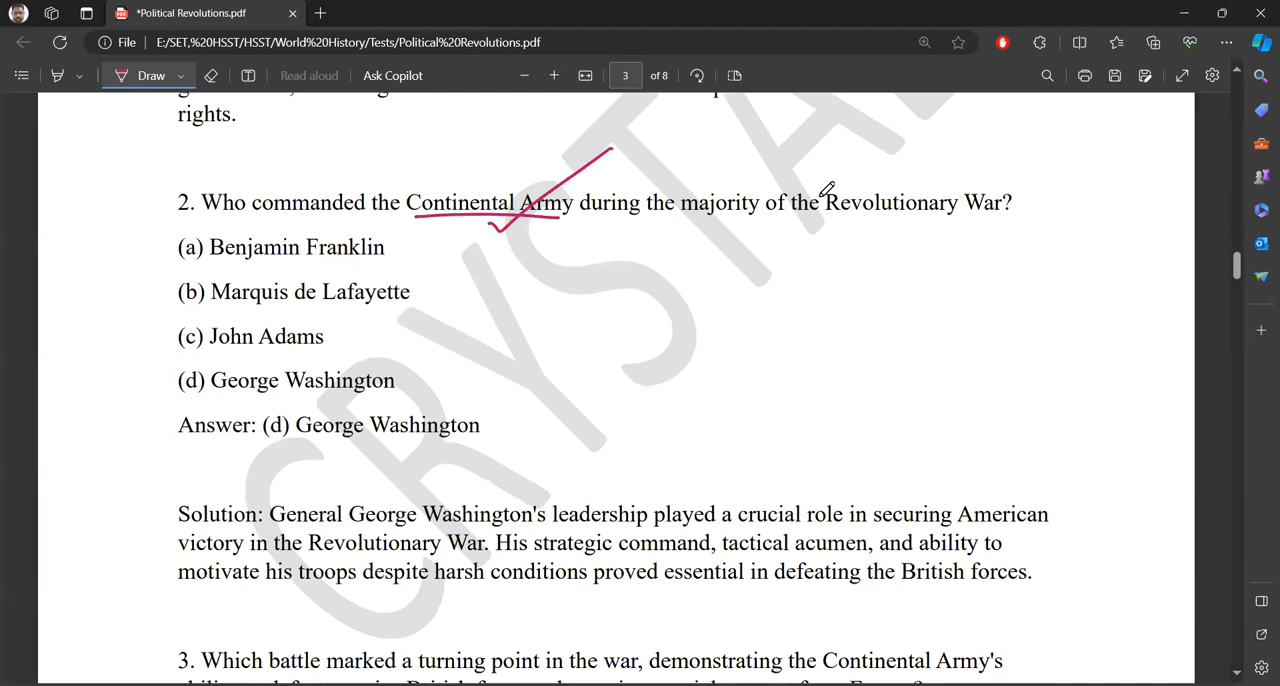 *Political Revolutions.pdf
File E:/SET,%20HSST/HSST/World%20History/Tests/Political%20Revolutions.pdf
Draw Read aloud Ask Copilot 3 of 8
rights.
2. Who commanded the Continental Army during the majority of the Revolutionary War?
(a) Benjamin Franklin
(b) Marquis de Lafayette
(c) John Adams
(d) George Washington
Answer: (d) George Washington
Solution: General George Washington's leadership played a crucial role in securing American
victory in the Revolutionary War. His strategic command, tactical acumen, and ability to
motivate his troops despite harsh conditions proved essential in defeating the British forces.
3. Which battle marked a turning point in the war, demonstrating the Continental Army's
CRYSTAL